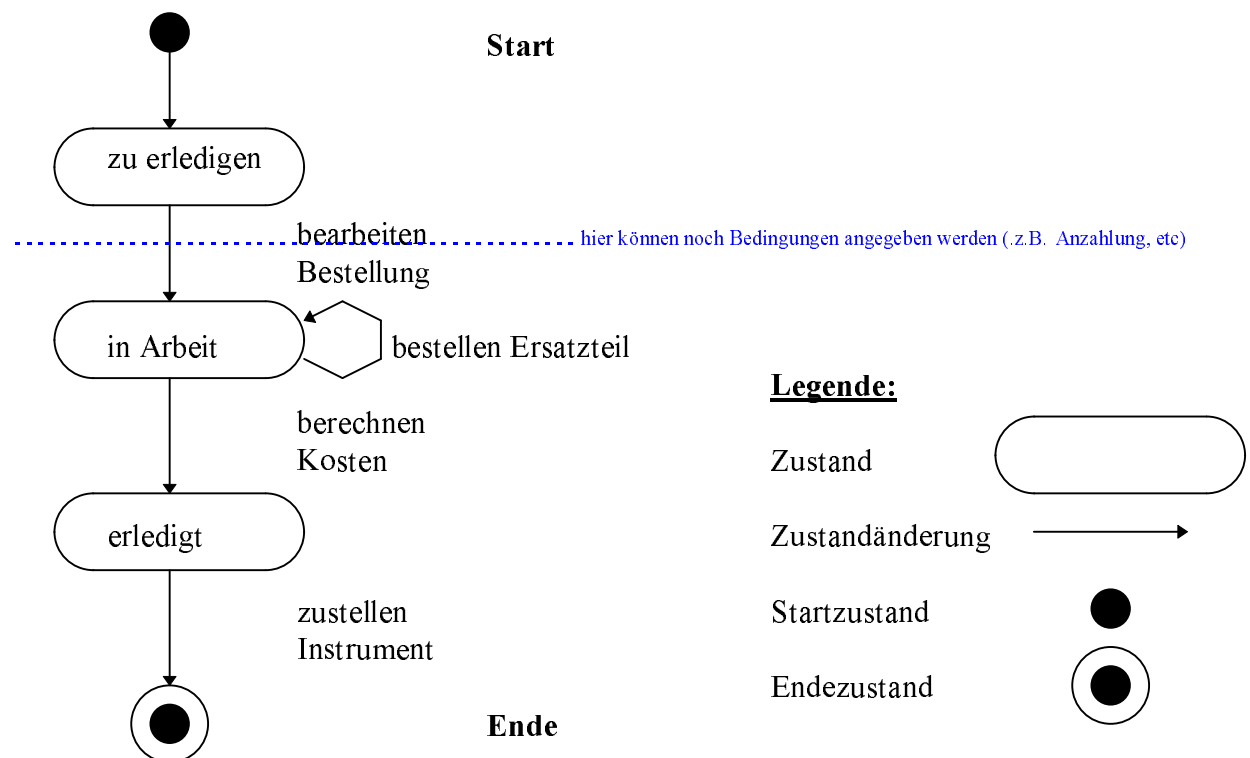 Start
zu erledigen
bearbeiten
hier können noch Bedingungen angegeben werden (.z.B. Anzahlung, etc)
Bestellung
in Arbeit
bestellen Ersatzteil
berechnen
Kosten
erledigt
zustellen
Instrument
Ende
Legende:
Zustand
Zustandänderung
Startzustand
Endezustand